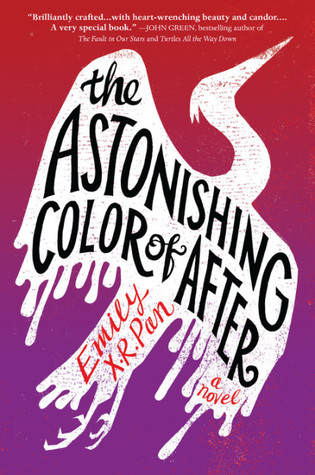 “Brilliantly crafted...with heart-wrenching beauty and candor....
A very special book.” —JOHN GREEN, bestselling author of
The Fault in Our Stars and Turtles All the Way Down
the
ASTONISHING
COLOR of
AFTER
Emily
X.R. Pan
a
novel